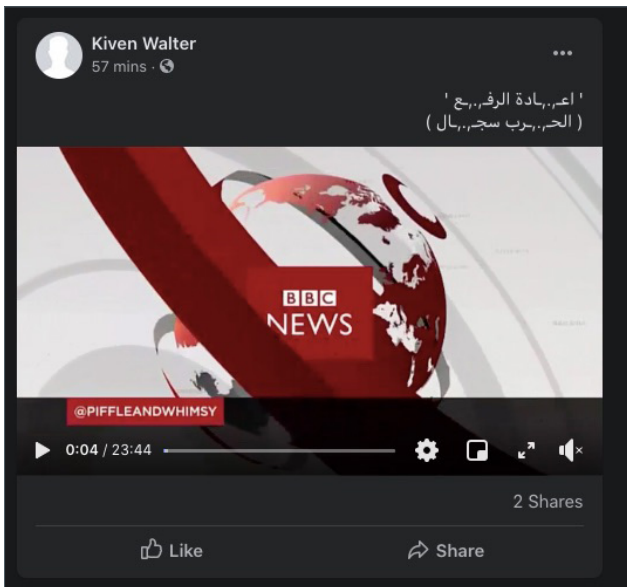 Kiven Walter
57 mins
' اعـ,.,ـادة الرفـ,.,ـع '
( الحـ,.,ـرب سجـ,.,ـال )
BBC
NEWS
@PIFFLEANDWHIMSY
0:04 / 23:44
2 Shares
Like
Share